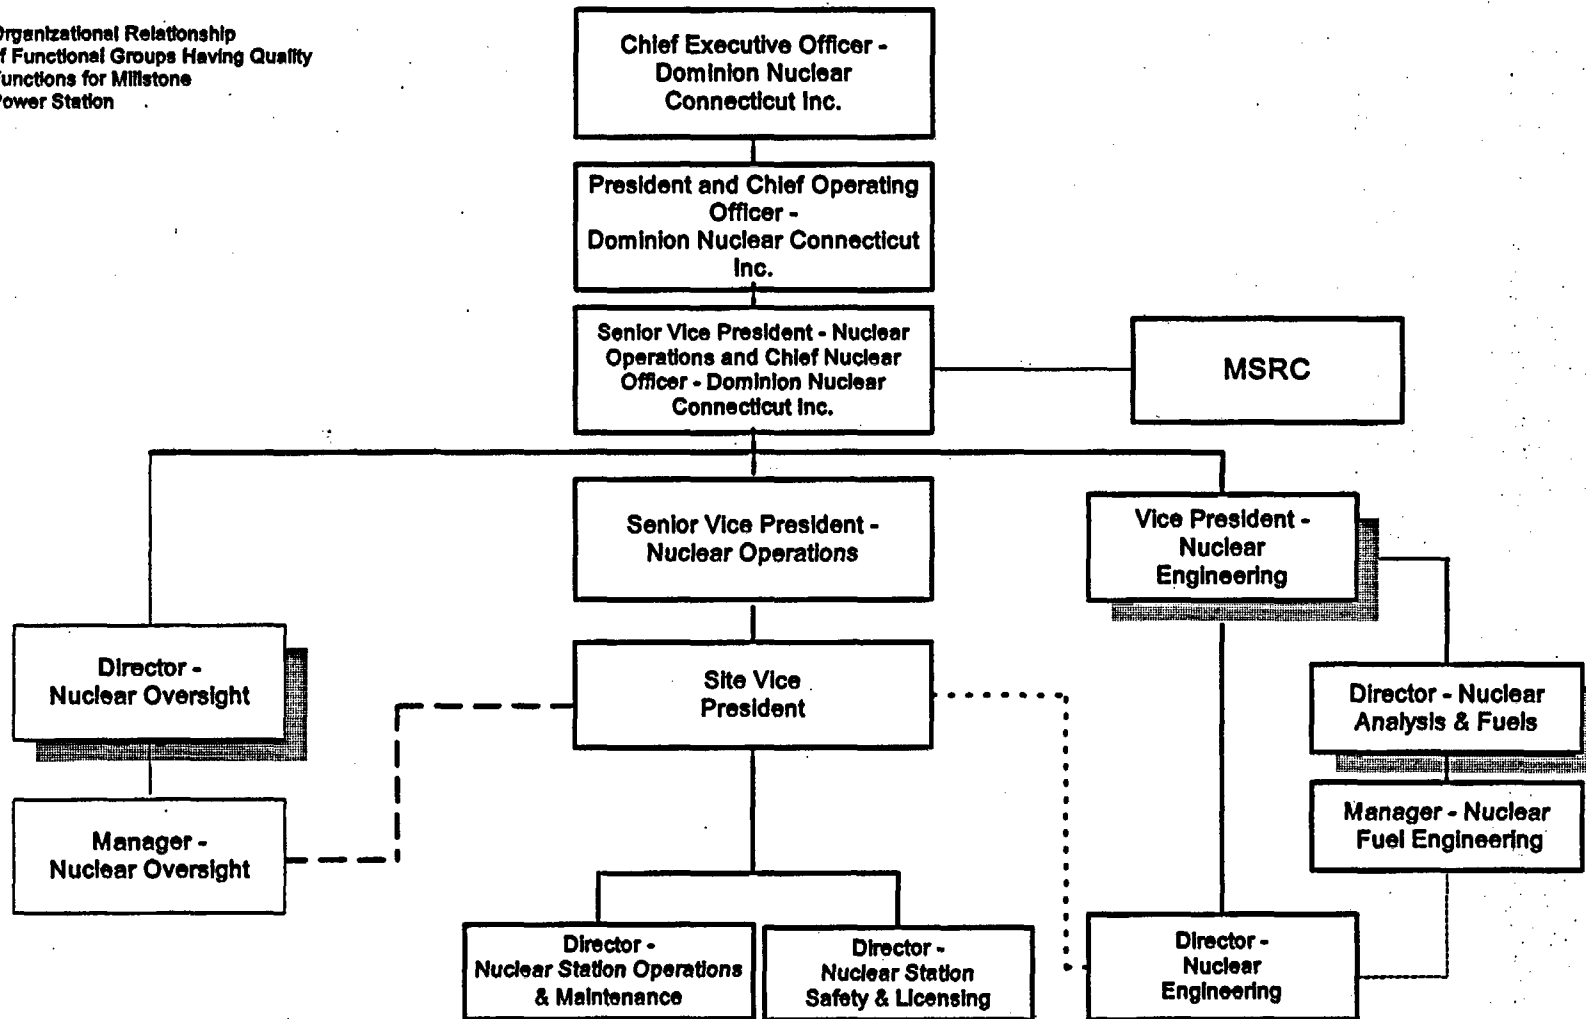 Organizational Relationship
of Functional Groups Having Quality
Functions for Millstone
Power Station
Chief Executive Officer -
Dominion Nuclear
Connecticut Inc.
President and Chief Operating
Officer -
Dominion Nuclear Connecticut
Inc.
Senior Vice President - Nuclear
Operations and Chief Nuclear
Officer - Dominion Nuclear
Connecticut Inc.
MSRC
Senior Vice President -
Nuclear Operations
Vice President -
Nuclear
Engineering
Director -
Nuclear Oversight
Site Vice
President
Director - Nuclear
Analysis & Fuels
Manager -
Nuclear Oversight
Manager - Nuclear
Fuel Engineering
Director -
Nuclear Station Operations
& Maintenance
Director -
Nuclear Station
Safety & Licensing
Director -
Nuclear
Engineering